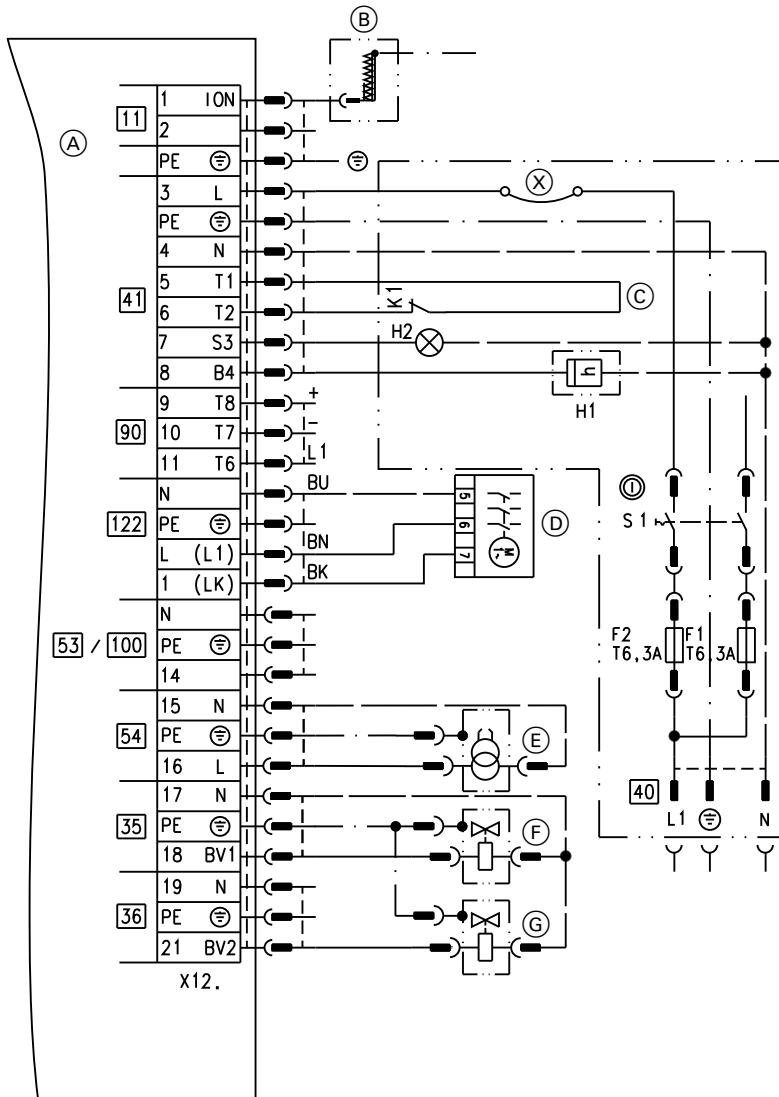 B
1 ION
11
2
A
PE
3 L
X
PE
4 N
5 T1
41
6 T2
K1
C
7 S3
H2
8 B4
h
H1
9 T8
+
90
10 T7
–
11 T6
L1
N
BU
5
122
PE
6
D
I
S1
L (L1)
BN
7
M
1~
1 (LK)
BK
N
53 / 100
PE
F2
T6,3A
F1
T6,3A
14
15 N
54
PE
E
16 L
17 N
40
L1
N
35
PE
F
18 BV1
19 N
36
PE
G
21 BV2
X12.